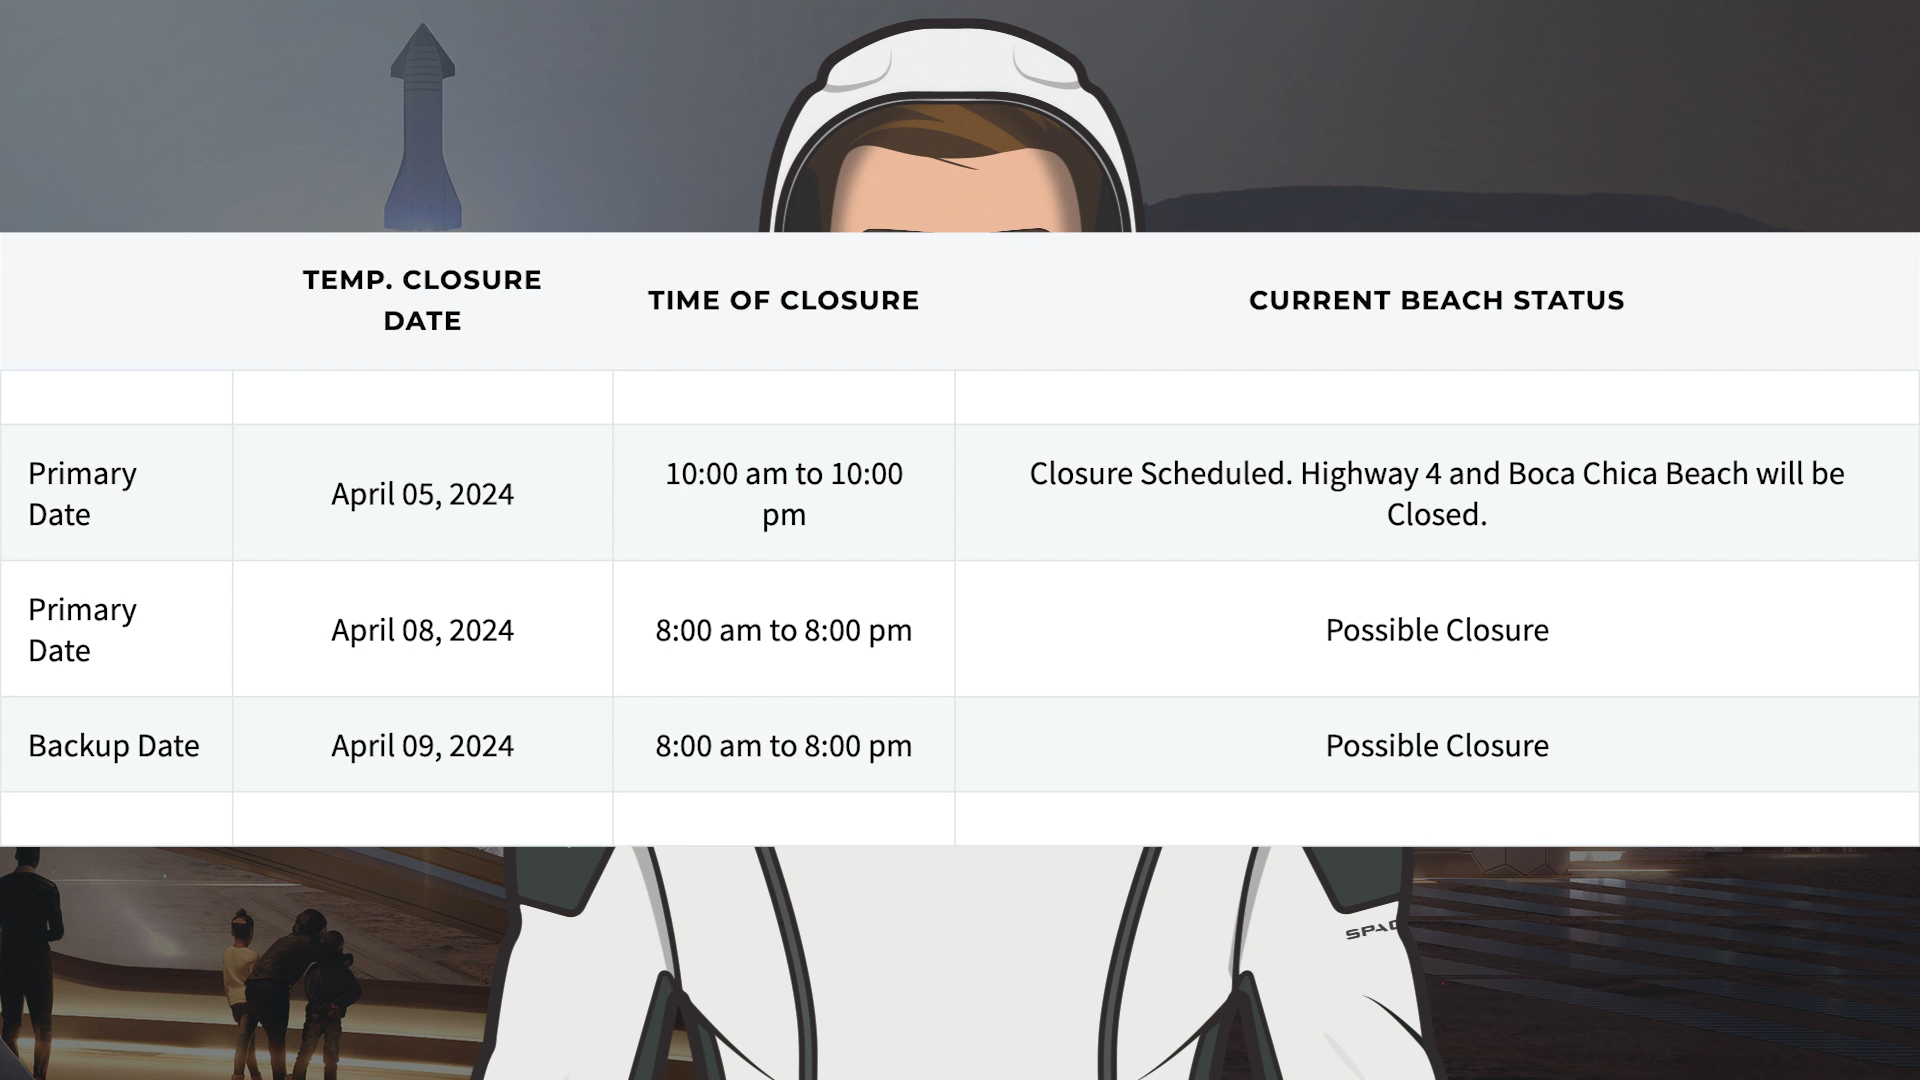 TEMP. CLOSURE
DATE
TIME OF CLOSURE
CURRENT BEACH STATUS
Primary
Date
April 05, 2024
10:00 am to 10:00
pm
Closure Scheduled. Highway 4 and Boca Chica Beach will be
Closed.
Primary
Date
April 08, 2024
8:00 am to 8:00 pm
Possible Closure
Backup Date
April 09, 2024
8:00 am to 8:00 pm
Possible Closure
SPAC